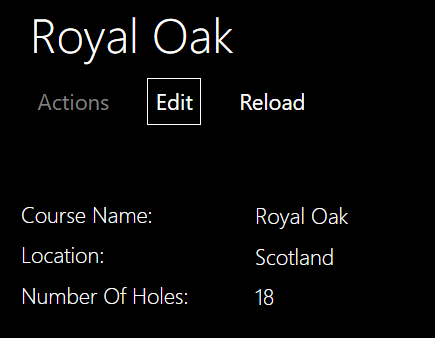 Royal Oak
Actions Edit Reload
Course Name: Royal Oak
Location: Scotland
Number Of Holes: 18